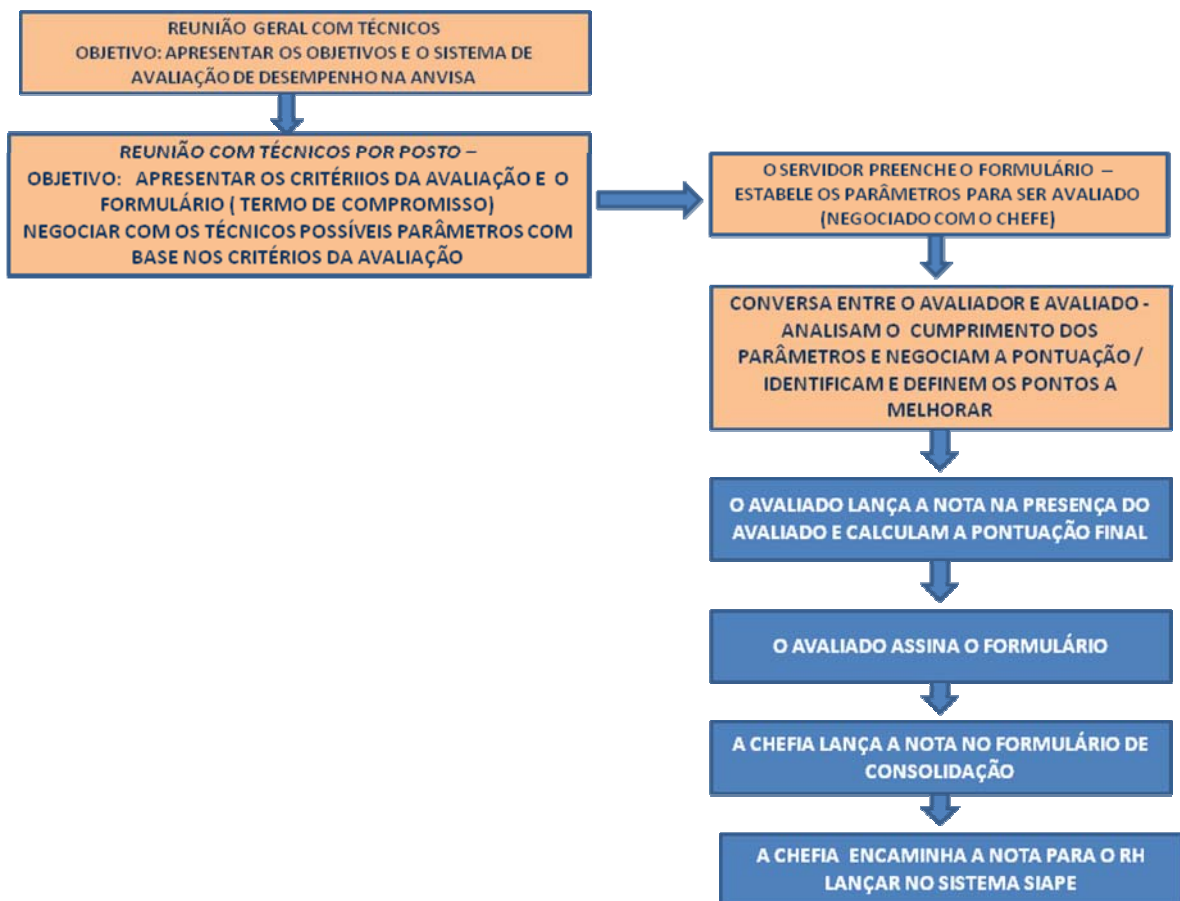 REUNIÃO GERAL COM TÉCNICOS
OBJETIVO: APRESENTAR OS OBJETIVOS E O SISTEMA DE
AVALIAÇÃO DE DESEMPENHO NA ANVISA
REUNIÃO COM TÉCNICOS POR POSTO –
OBJETIVO: APRESENTAR OS CRITÉRIIOS DA AVALIAÇÃO E O
FORMULÁRIO ( TERMO DE COMPROMISSO)
NEGOCIAR COM OS TÉCNICOS POSSÍVEIS PARÂMETROS COM
BASE NOS CRITÉRIOS DA AVALIAÇÃO
O SERVIDOR PREENCHE O FORMULÁRIO –
ESTABELE OS PARÂMETROS PARA SER AVALIADO
(NEGOCIADO COM O CHEFE)
CONVERSA ENTRE O AVALIADOR E AVALIADO -
ANALISAM O CUMPRIMENTO DOS
PARÂMETROS E NEGOCIAM A PONTUAÇÃO /
IDENTIFICAM E DEFINEM OS PONTOS A
MELHORAR
O AVALIADO LANÇA A NOTA NA PRESENÇA DO
AVALIADO E CALCULAM A PONTUAÇÃO FINAL
O AVALIADO ASSINA O FORMULÁRIO
A CHEFIA LANÇA A NOTA NO FORMULÁRIO DE
CONSOLIDAÇÃO
A CHEFIA ENCAMINHA A NOTA PARA O RH
LANÇAR NO SISTEMA SIAPE